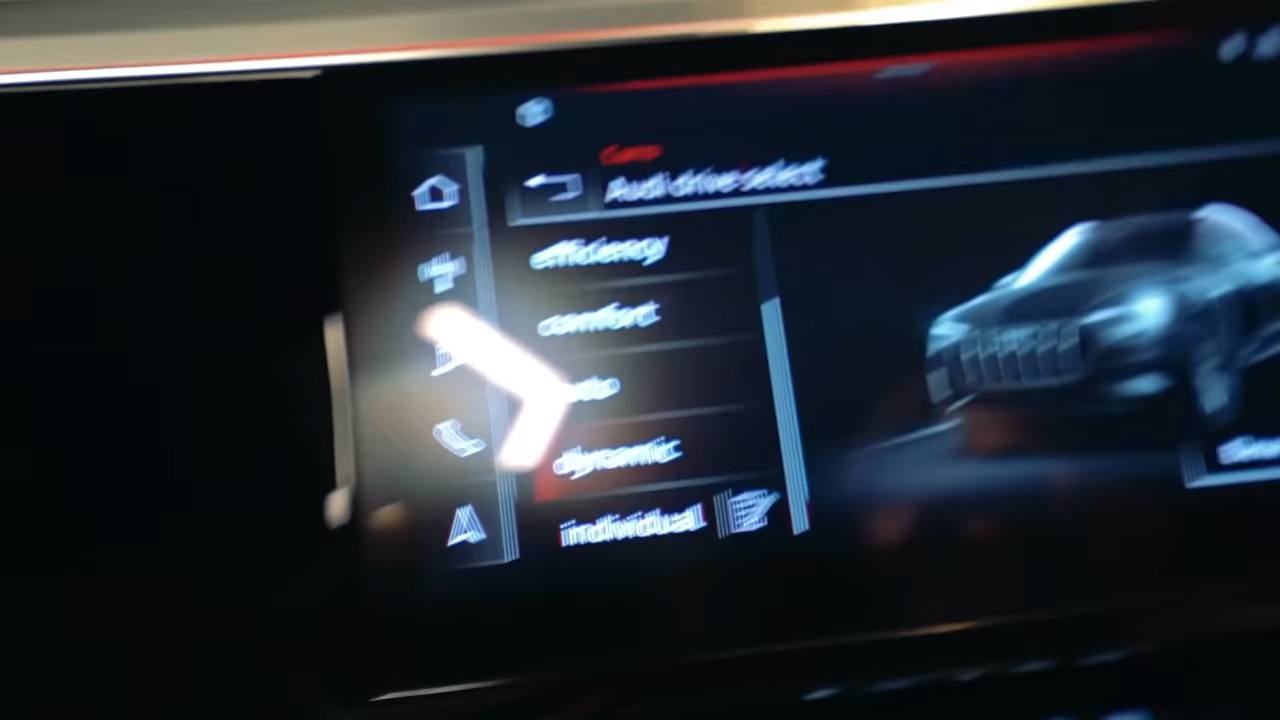 Audi drive select
efficiency
comfort
dynamic
individual